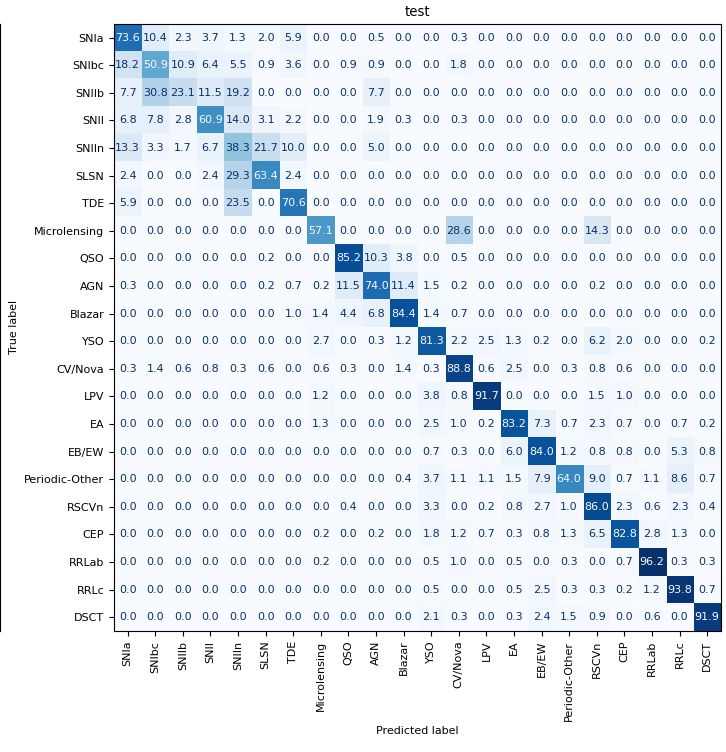 test
SNIa 73.6 10.4 2.3 3.7 1.3 2.0 5.9 0.0 0.0 0.5 0.0 0.0 0.3 0.0 0.0 0.0 0.0 0.0 0.0 0.0 0.0 0.0
SNIbc 18.2 50.9 10.9 6.4 5.5 0.9 3.6 0.0 0.9 0.9 0.0 0.0 1.8 0.0 0.0 0.0 0.0 0.0 0.0 0.0 0.0 0.0
SNIIb 7.7 30.8 23.1 11.5 19.2 0.0 0.0 0.0 0.0 7.7 0.0 0.0 0.0 0.0 0.0 0.0 0.0 0.0 0.0 0.0 0.0 0.0
SNII 6.8 7.8 2.8 60.9 14.0 3.1 2.2 0.0 0.0 1.9 0.3 0.0 0.3 0.0 0.0 0.0 0.0 0.0 0.0 0.0 0.0 0.0
SNIIn 13.3 3.3 1.7 6.7 38.3 21.7 10.0 0.0 0.0 5.0 0.0 0.0 0.0 0.0 0.0 0.0 0.0 0.0 0.0 0.0 0.0 0.0
SLSN 2.4 0.0 0.0 2.4 29.3 63.4 2.4 0.0 0.0 0.0 0.0 0.0 0.0 0.0 0.0 0.0 0.0 0.0 0.0 0.0 0.0 0.0
TDE 5.9 0.0 0.0 0.0 23.5 0.0 70.6 0.0 0.0 0.0 0.0 0.0 0.0 0.0 0.0 0.0 0.0 0.0 0.0 0.0 0.0 0.0
Microlensing 0.0 0.0 0.0 0.0 0.0 0.0 0.0 57.1 0.0 0.0 0.0 0.0 28.6 0.0 0.0 0.0 0.0 14.3 0.0 0.0 0.0 0.0
QSO 0.0 0.0 0.0 0.0 0.2 0.0 0.0 0.0 85.2 10.3 3.8 0.0 0.5 0.0 0.0 0.0 0.0 0.0 0.0 0.0 0.0 0.0
AGN 0.3 0.0 0.0 0.0 0.0 0.2 0.7 0.2 11.5 74.0 11.4 1.5 0.2 0.0 0.0 0.0 0.0 0.2 0.0 0.0 0.0 0.0
Blazar 0.0 0.0 0.0 0.0 0.0 0.0 1.0 1.4 4.4 6.8 84.4 1.4 0.7 0.0 0.0 0.0 0.0 0.0 0.0 0.0 0.0 0.0
YSO 0.0 0.0 0.0 0.0 0.0 0.0 0.0 2.7 0.0 0.3 1.2 81.3 2.2 2.5 1.3 0.2 0.0 6.2 2.0 0.0 0.0 0.2
CV/Nova 0.3 1.4 0.6 0.8 0.3 0.6 0.0 0.6 0.3 0.0 1.4 0.3 88.8 0.6 2.5 0.0 0.3 0.8 0.6 0.0 0.0 0.0
LPV 0.0 0.0 0.0 0.0 0.0 0.0 0.0 1.2 0.0 0.0 0.0 3.8 0.8 91.7 0.0 0.0 0.0 1.5 1.0 0.0 0.0 0.0
EA 0.0 0.0 0.0 0.0 0.0 0.0 0.0 1.3 0.0 0.0 0.0 2.5 1.0 0.2 83.2 7.3 0.7 2.3 0.7 0.0 0.7 0.2
EB/EW 0.0 0.0 0.0 0.0 0.0 0.0 0.0 0.0 0.0 0.0 0.0 0.7 0.3 0.0 6.0 84.0 1.2 0.8 0.8 0.0 5.3 0.8
Periodic-Other 0.0 0.0 0.0 0.0 0.0 0.0 0.0 0.0 0.0 0.0 0.4 3.7 1.1 1.1 1.5 7.9 64.0 9.0 0.7 1.1 8.6 0.7
RSCVn 0.0 0.0 0.0 0.0 0.0 0.0 0.0 0.0 0.4 0.0 0.0 3.3 0.0 0.2 0.8 2.7 1.0 86.0 2.3 0.6 2.3 0.4
CEP 0.0 0.0 0.0 0.0 0.0 0.0 0.0 0.2 0.0 0.2 0.0 1.8 1.2 0.7 0.3 0.8 1.3 6.5 82.8 2.8 1.3 0.0
RRLab 0.0 0.0 0.0 0.0 0.0 0.0 0.0 0.2 0.0 0.0 0.0 0.5 1.0 0.0 0.5 0.0 0.3 0.0 0.7 96.2 0.3 0.3
RRLc 0.0 0.0 0.0 0.0 0.0 0.0 0.0 0.0 0.0 0.0 0.0 0.5 0.0 0.0 0.5 2.5 0.3 0.3 0.2 1.2 93.8 0.7
DSCT 0.0 0.0 0.0 0.0 0.0 0.0 0.0 0.0 0.0 0.0 0.0 2.1 0.3 0.0 0.3 2.4 1.5 0.9 0.0 0.6 0.0 91.9
True label
SNIa SNIbc SNIIb SNII SNIIn SLSN TDE Microlensing QSO AGN Blazar YSO CV/Nova LPV EA EB/EW Periodic-Other RSCVn CEP RRLab RRLc DSCT
Predicted label